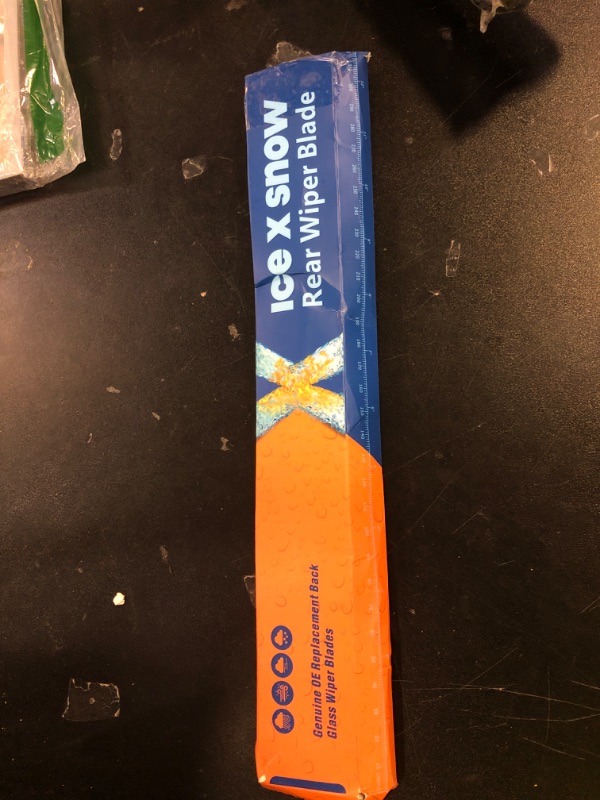 Ice x snow
Rear Wiper Blade
Genuine OE Replacement Back
Glass Wiper Blades